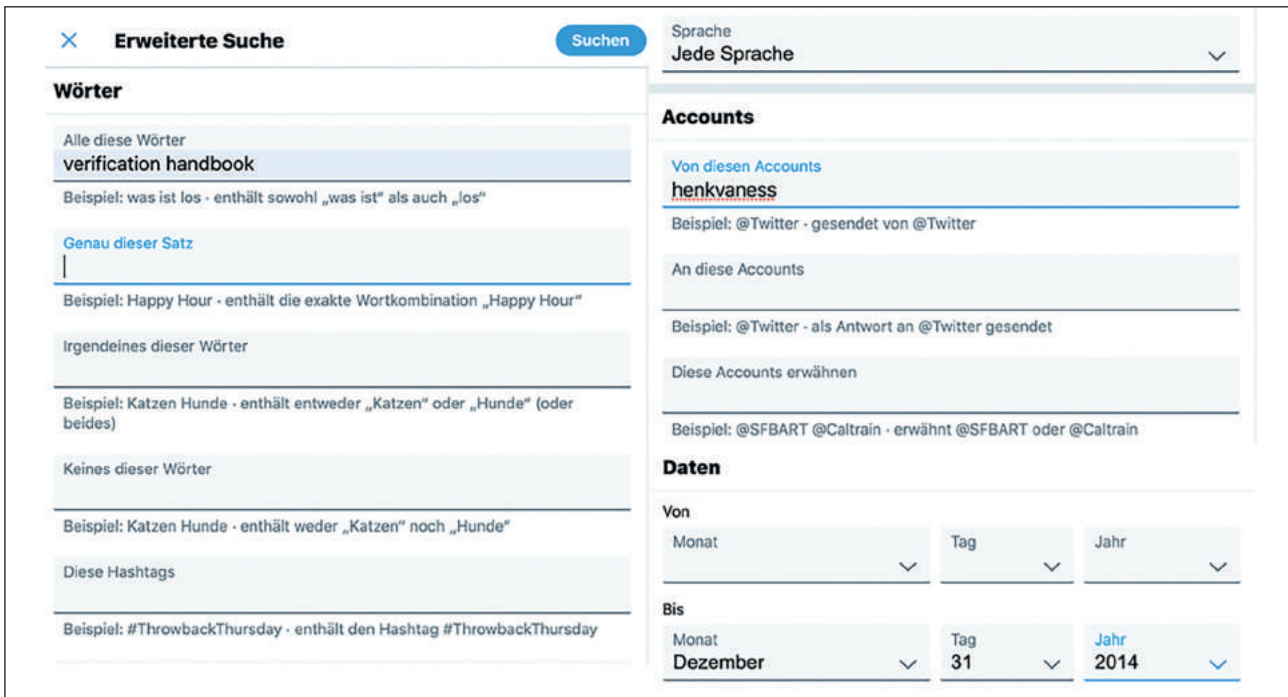 Erweiterte Suche
Suchen
Wörter
Alle diese Wörter
verification handbook
Beispiel: was ist los · enthält sowohl „was ist“ als auch „los“
Genau dieser Satz
Beispiel: Happy Hour · enthält die exakte Wortkombination „Happy Hour“
Irgendeines dieser Wörter
Beispiel: Katzen Hunde · enthält entweder „Katzen“ oder „Hunde“ (oder
beides)
Keines dieser Wörter
Beispiel: Katzen Hunde · enthält weder „Katzen“ noch „Hunde“
Diese Hashtags
Beispiel: #ThrowbackThursday · enthält den Hashtag #ThrowbackThursday
Sprache
Jede Sprache
Accounts
Von diesen Accounts
henkvaness
Beispiel: @Twitter · gesendet von @Twitter
An diese Accounts
Beispiel: @Twitter · als Antwort an @Twitter gesendet
Diese Accounts erwähnen
Beispiel: @SFBART @Caltrain · erwähnt @SFBART oder @Caltrain
Daten
Von
Monat Tag Jahr
Bis
Monat Tag Jahr
Dezember 31 2014